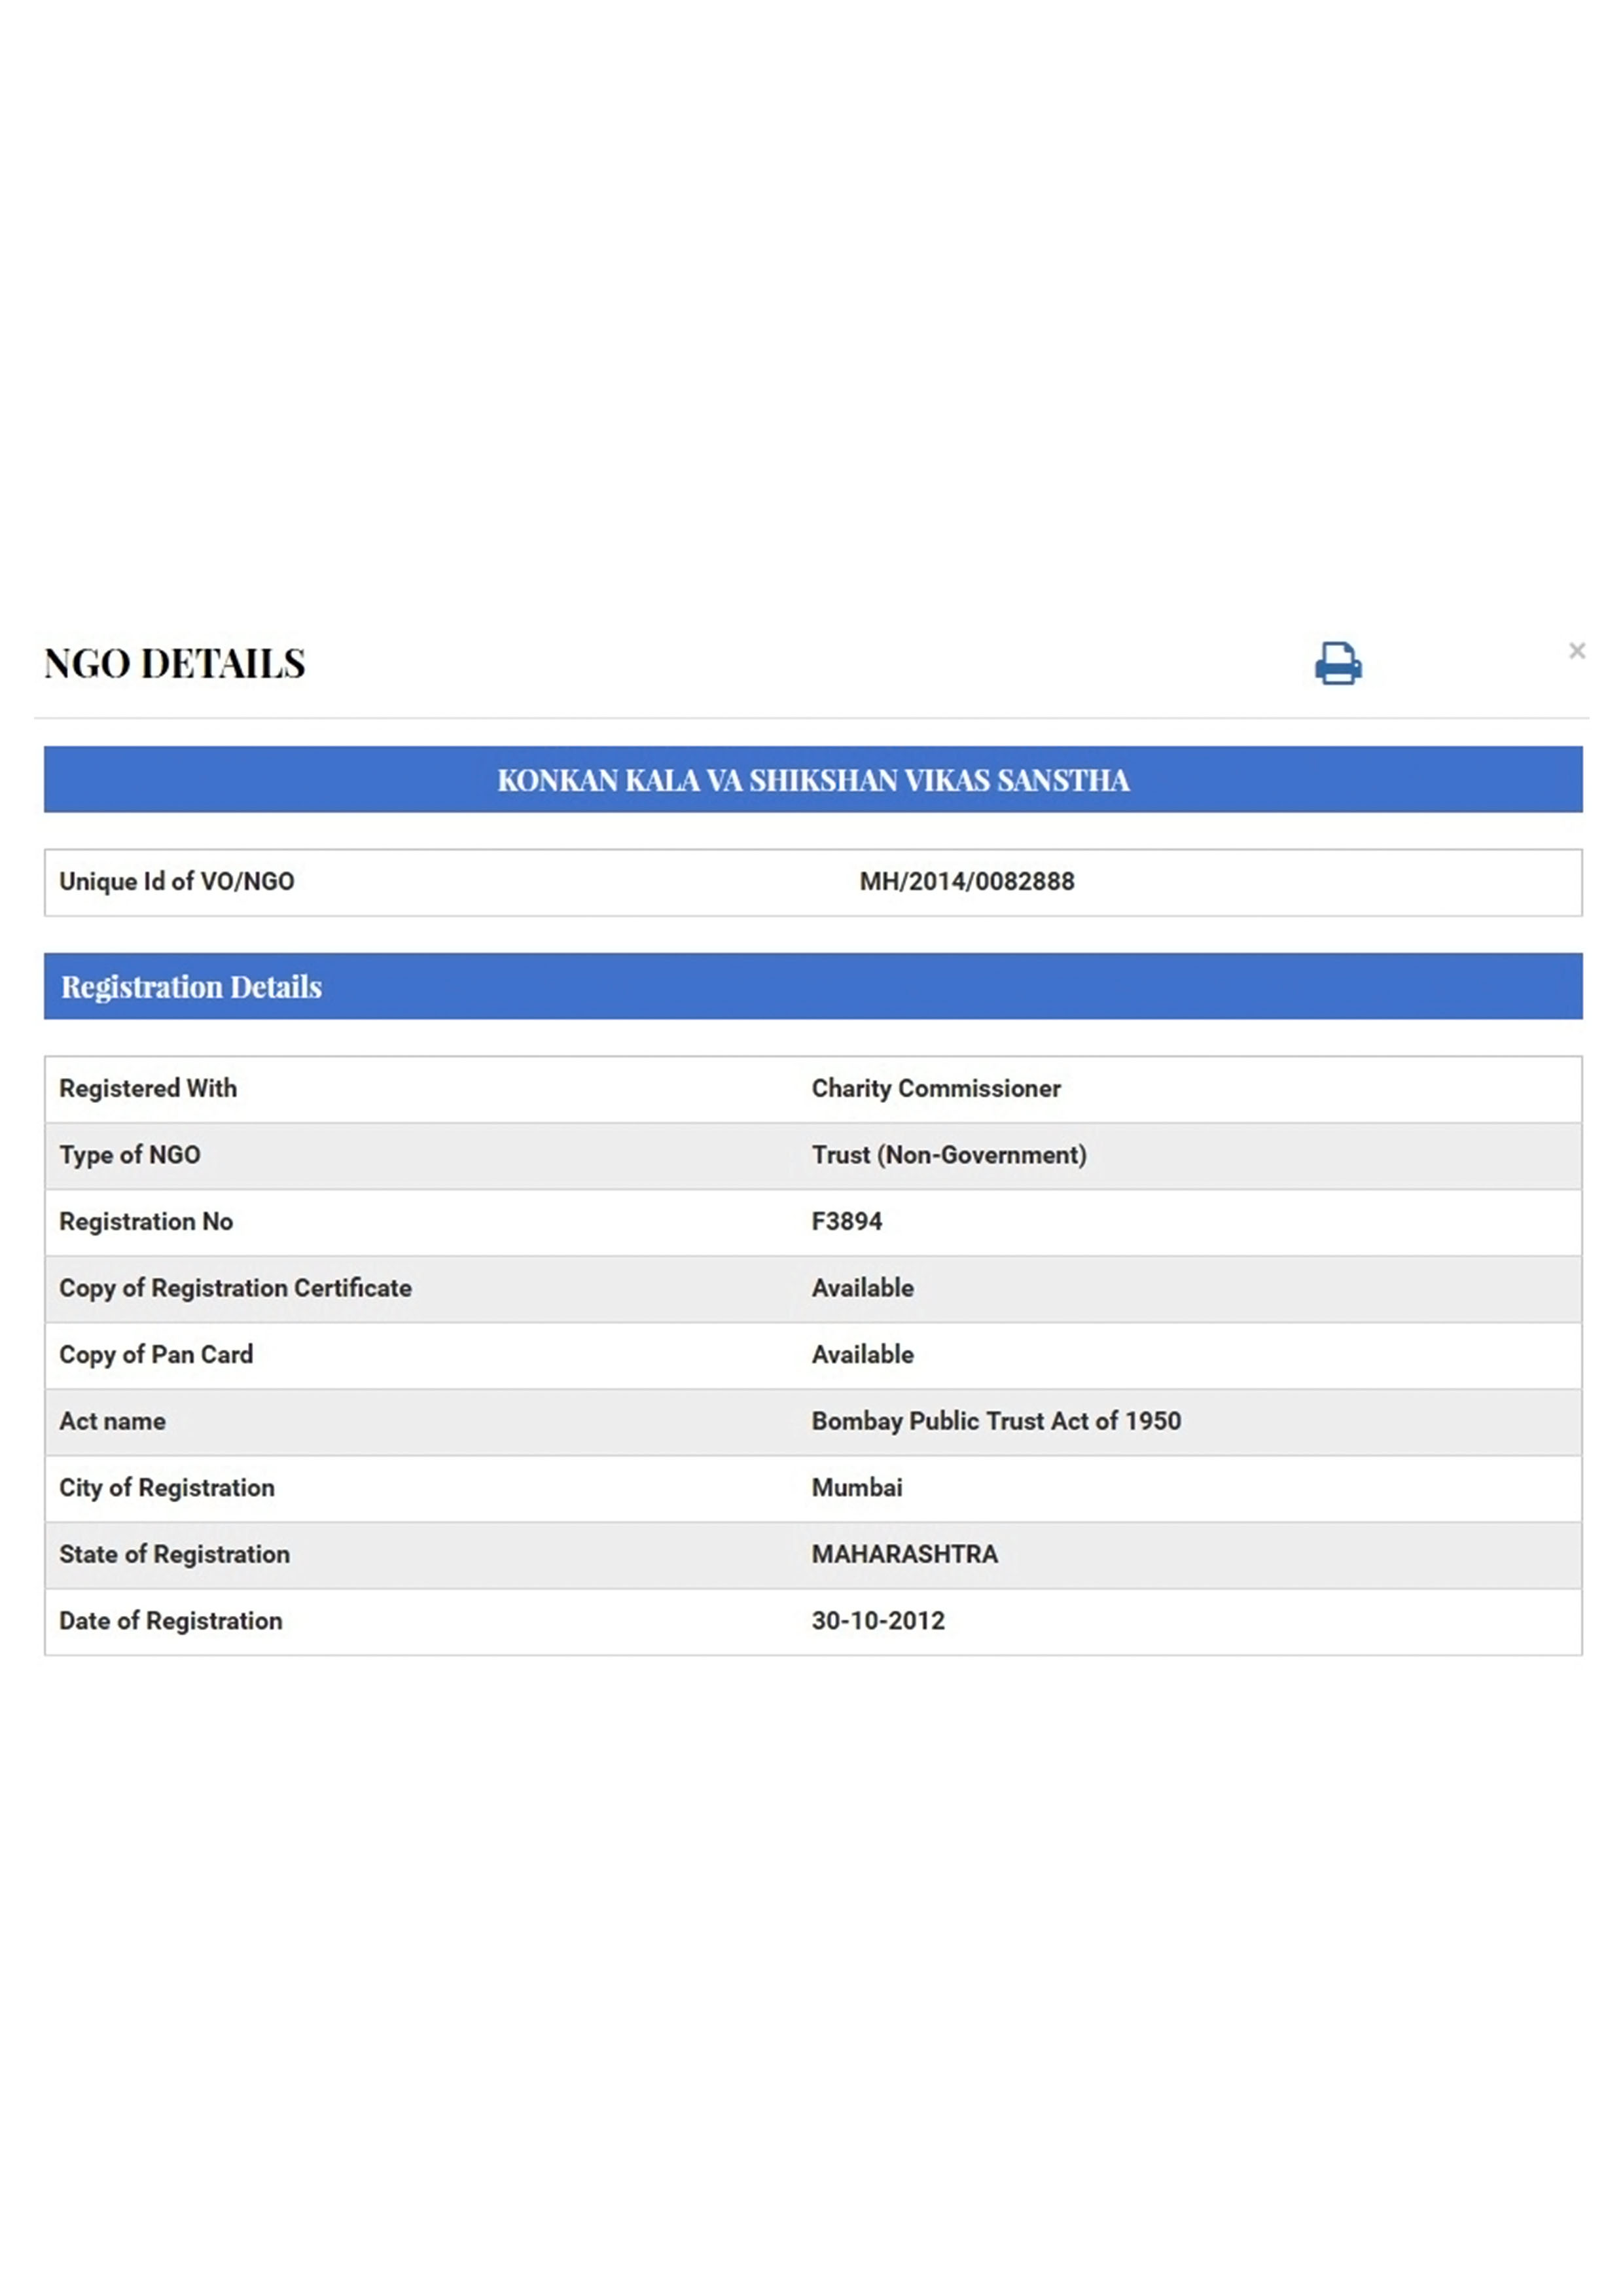 NGO DETAILS
×
KONKAN KALA VA SHIKSHAN VIKAS SANSTHA
Unique Id of VO/NGO MH/2014/0082888
Registration Details
Registered With Charity Commissioner
Type of NGO Trust (Non-Government)
Registration No F3894
Copy of Registration Certificate Available
Copy of Pan Card Available
Act name Bombay Public Trust Act of 1950
City of Registration Mumbai
State of Registration MAHARASHTRA
Date of Registration 30-10-2012